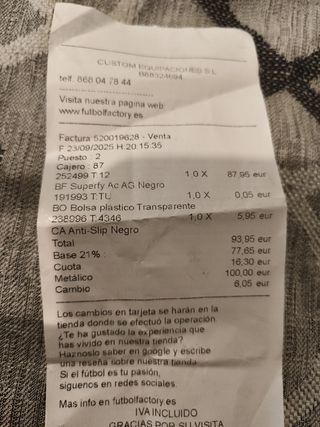 CUSTOM EQUIPACIONES S.L
B88324694
telf. 868 04 78 44
Visita nuestra pagina web:
www.futbolfactory.es
Factura 520019628 - Venta
F.23/09/2025 H:20:15:35
Puesto : 2
Cajero : 87
252499 T:12 1,0 X 87,95 eur
BF Superfy Ac AG Negro
191993 T:TU 1,0 X 0,05 eur
BO Bolsa plástico Transparente
238996 T:4346 1,0 X 5,95 eur
CA Anti-Slip Negro
Total 93,95 eur
Base 21% : 77,65 eur
Cuota 16,30 eur
Metálico 100,00 eur
Cambio 6,05 eur
Los cambios en tarjeta se harán en la
tienda donde se efectuó la operación
¿Te ha gustado la experiencia que
has vivido en nuestra tienda?
Haznoslo saber en google y escribe
una reseña sobre nuestra tienda
Si el fútbol es tu pasión,
siguenos en redes sociales.
Mas info en futbolfactory.es
IVA INCLUIDO
GRACIAS POR SU VISITA